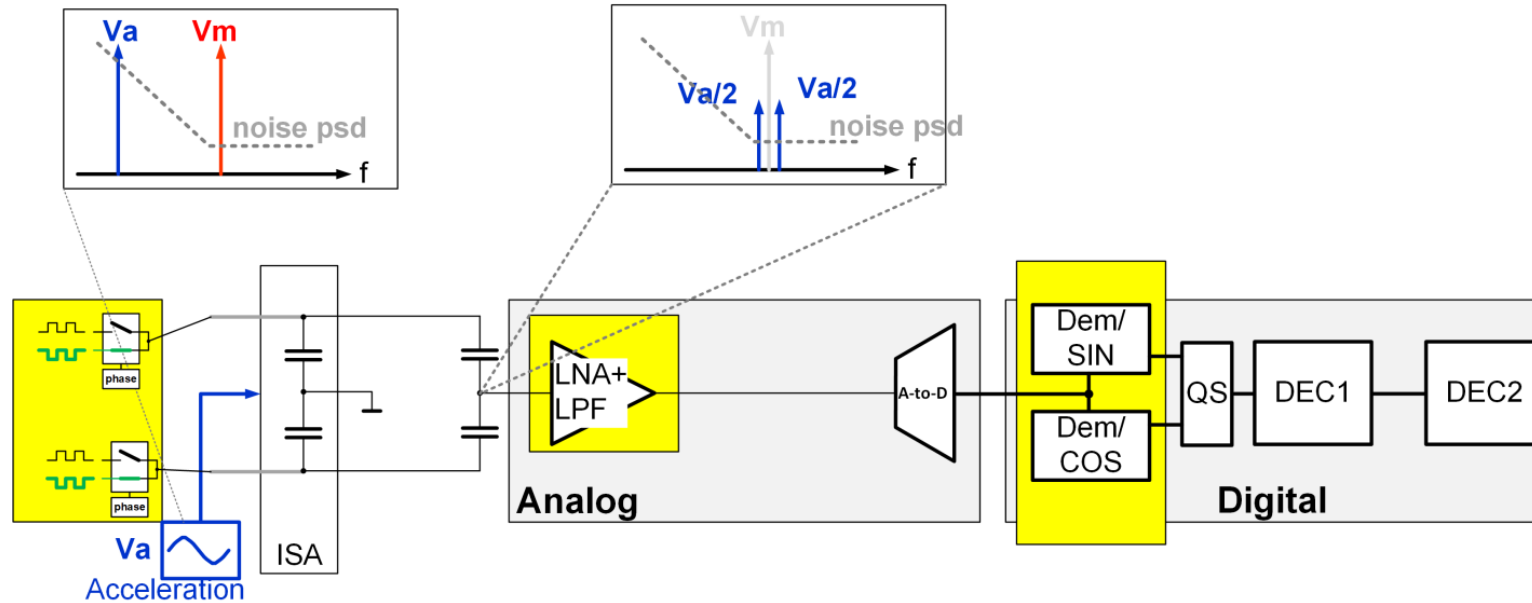 Va
Vm
noise psd
f
Vm
Va/2
Va/2
noise psd
f
phase
phase
Va
Acceleration
ISA
LNA+
LPF
Analog
A-to-D
Dem/
SIN
Dem/
COS
QS
DEC1
DEC2
Digital